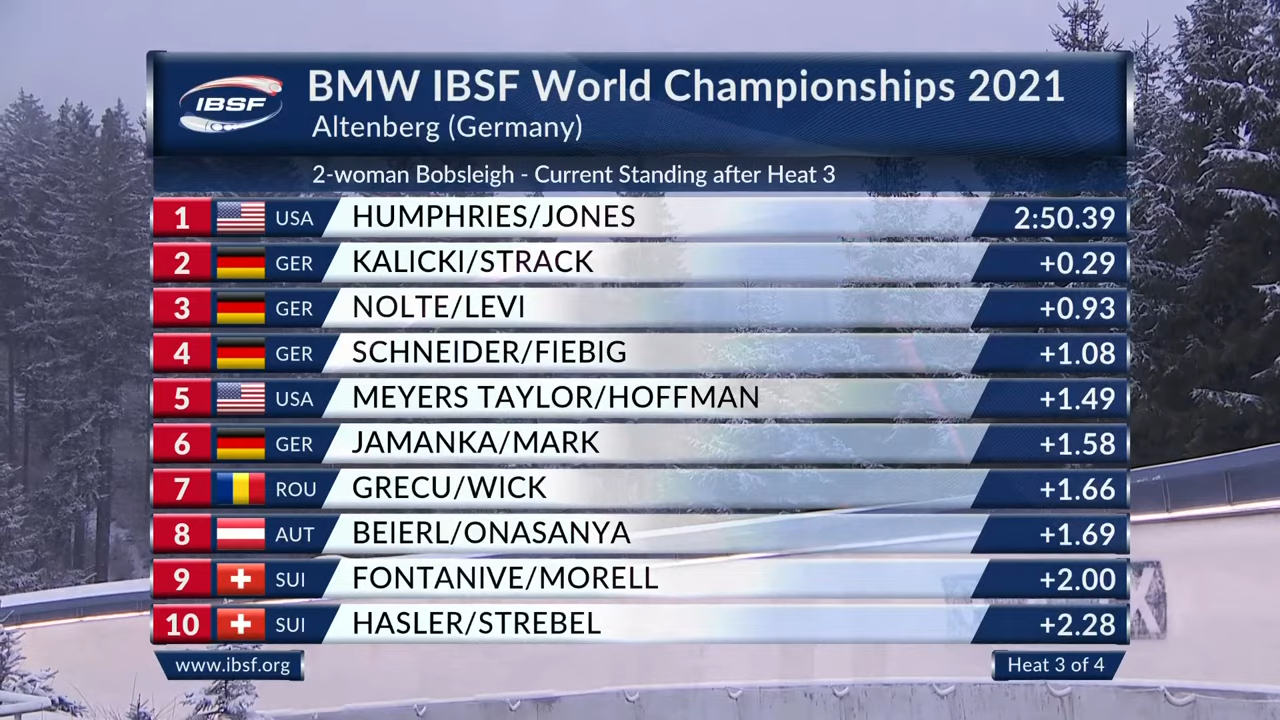 IBSF
BMW IBSF World Championships 2021
Altenberg (Germany)
2-woman Bobsleigh - Current Standing after Heat 3
1 USA HUMPHRIES/JONES 2:50.39
2 GER KALICKI/STRACK +0.29
3 GER NOLTE/LEVI +0.93
4 GER SCHNEIDER/FIEBIG +1.08
5 USA MEYERS TAYLOR/HOFFMAN +1.49
6 GER JAMANKA/MARK +1.58
7 ROU GRECU/WICK +1.66
8 AUT BEIERL/ONASANYA +1.69
9 SUI FONTANIVE/MORELL +2.00
10 SUI HASLER/STREBEL +2.28
www.ibsf.org
Heat 3 of 4